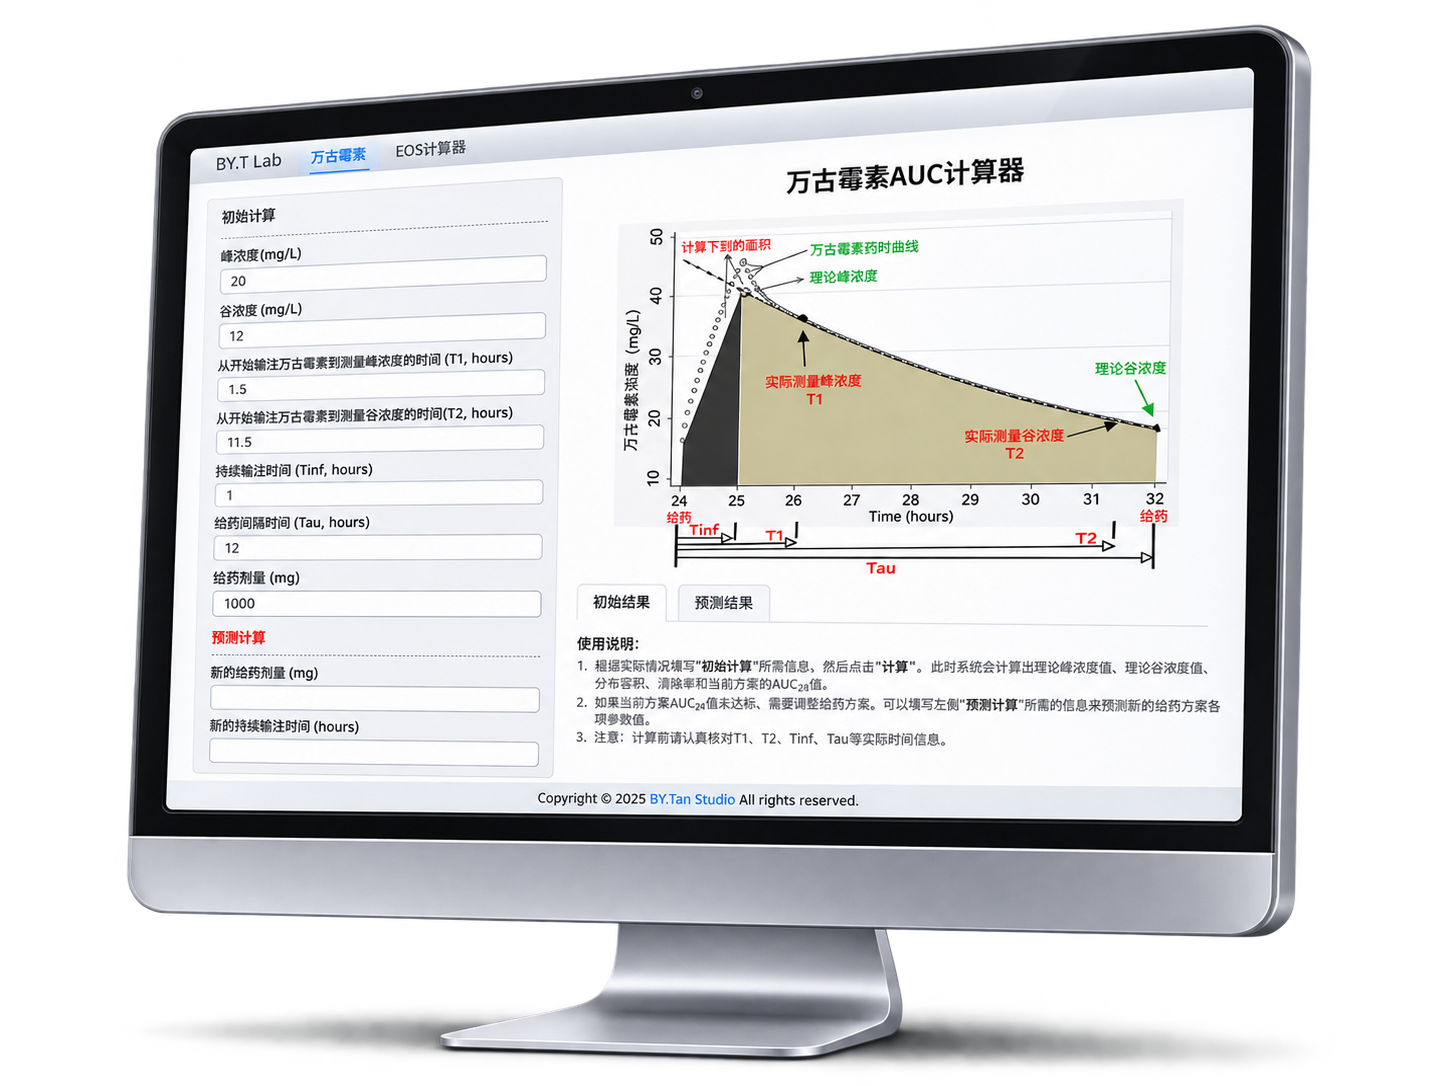 BY.T Lab 万古霉素 EOS计算器
初始计算
峰浓度(mg/L)
20
谷浓度 (mg/L)
12
从开始输注万古霉素到测量峰浓度的时间 (T1, hours)
1.5
从开始输注万古霉素到测量谷浓度的时间(T2, hours)
11.5
持续输注时间 (Tinf, hours)
1
给药间隔时间 (Tau, hours)
12
给药剂量 (mg)
1000
预测计算
新的给药剂量 (mg)
新的持续输注时间 (hours)
万古霉素AUC计算器
计算下到的面积
万古霉素药时曲线
理论峰浓度
实际测量峰浓度
T1
理论谷浓度
实际测量谷浓度
T2
万古霉素浓度 (mg/L)
50
40
30
20
10
24 25 26 27 28 29 30 31 32
给药 Time (hours) 给药
Tinf T1 T2
Tau
初始结果 预测结果
使用说明：
1. 根据实际情况填写"初始计算"所需信息，然后点击"计算"。此时系统会计算出理论峰浓度值、理论谷浓度值、
分布容积、清除率和当前方案的AUC₂₈值。
2. 如果当前方案AUC₂₄值未达标、需要调整给药方案。可以填写左侧"预测计算"所需的信息来预测新的给药方案各
项参数值。
3. 注意：计算前请认真核对T1、T2、Tinf、Tau等实际时间信息。
Copyright © 2025 BY.Tan Studio All rights reserved.